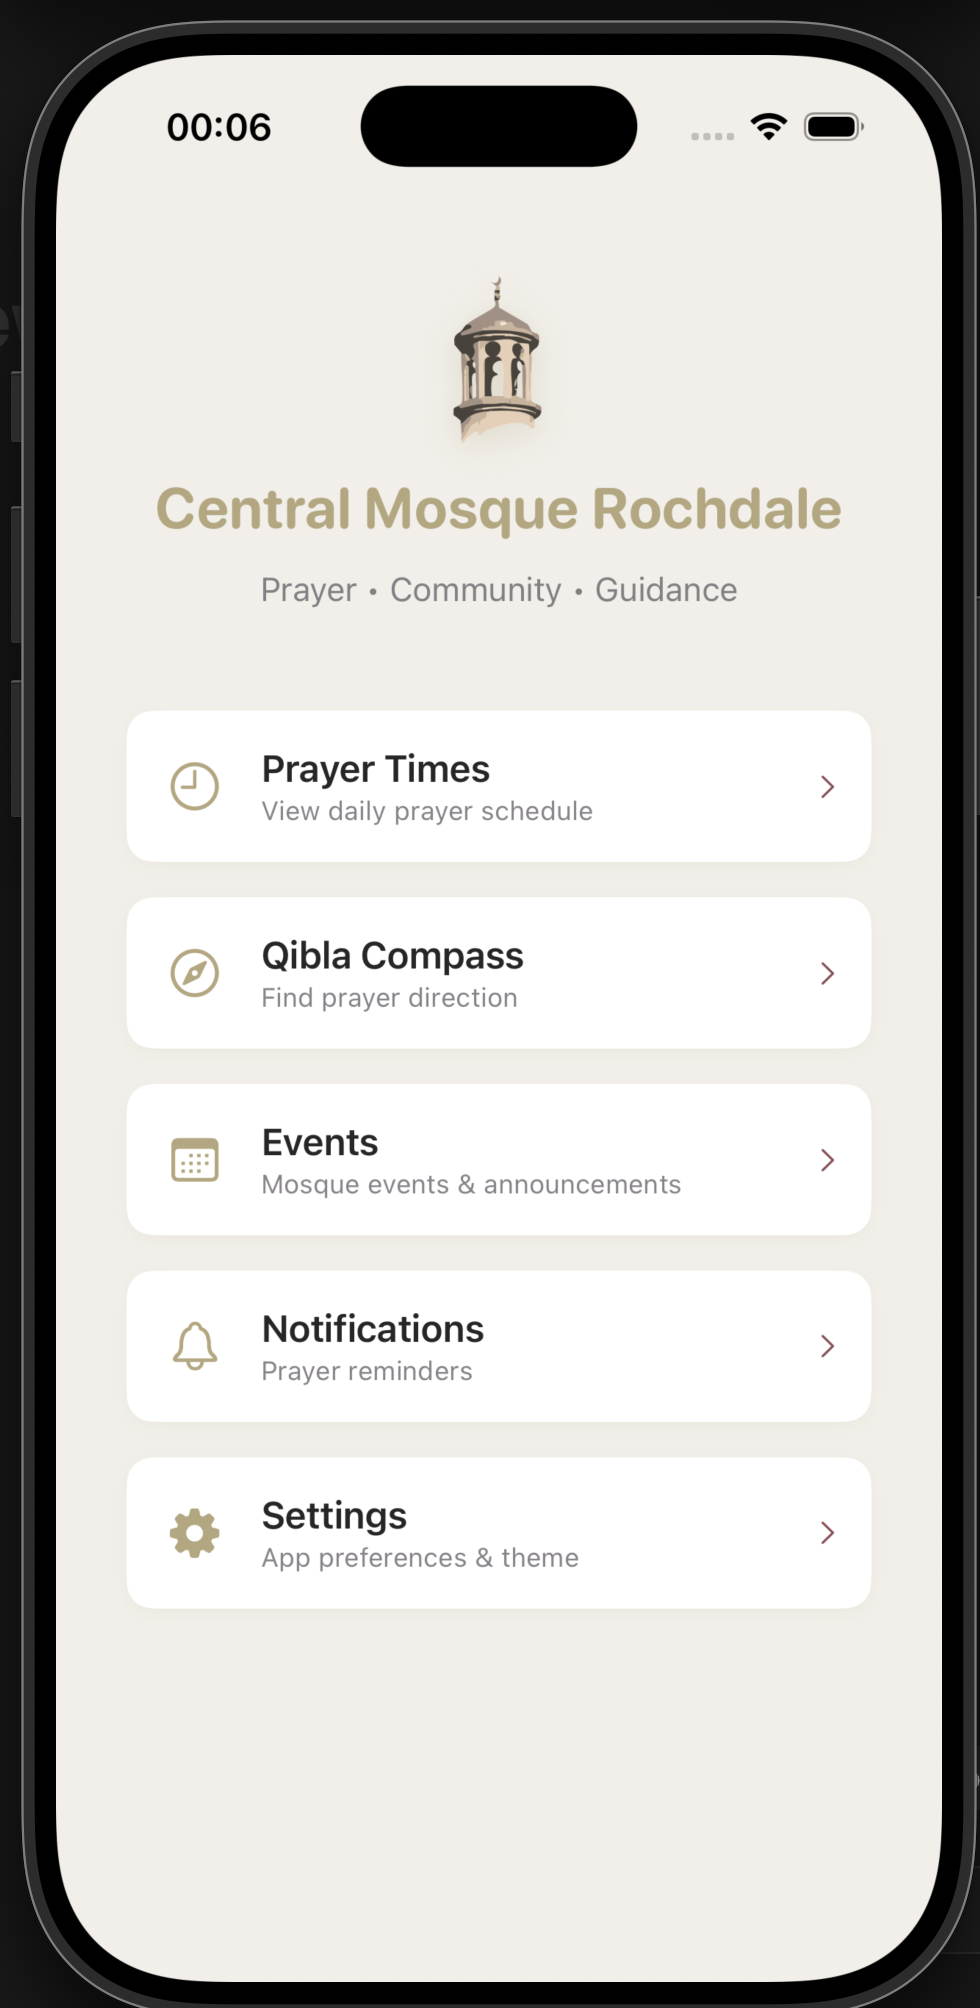 00:06
Central Mosque Rochdale
Prayer • Community • Guidance
Prayer Times
View daily prayer schedule
Qibla Compass
Find prayer direction
Events
Mosque events & announcements
Notifications
Prayer reminders
Settings
App preferences & theme